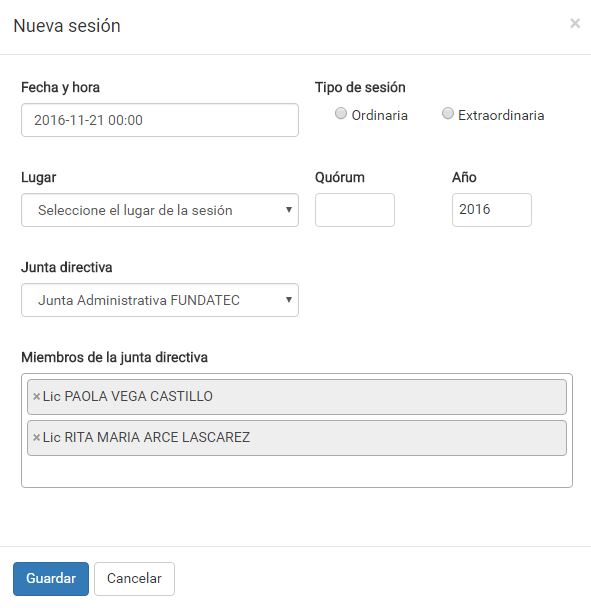 Nueva sesión ×
Fecha y hora Tipo de sesión
2016-11-21 00:00 Ordinaria Extraordinaria
Lugar Quórum Año
Seleccione el lugar de la sesión 2016
Junta directiva
Junta Administrativa FUNDATEC
Miembros de la junta directiva
×Lic PAOLA VEGA CASTILLO
×Lic RITA MARIA ARCE LASCAREZ
Guardar Cancelar